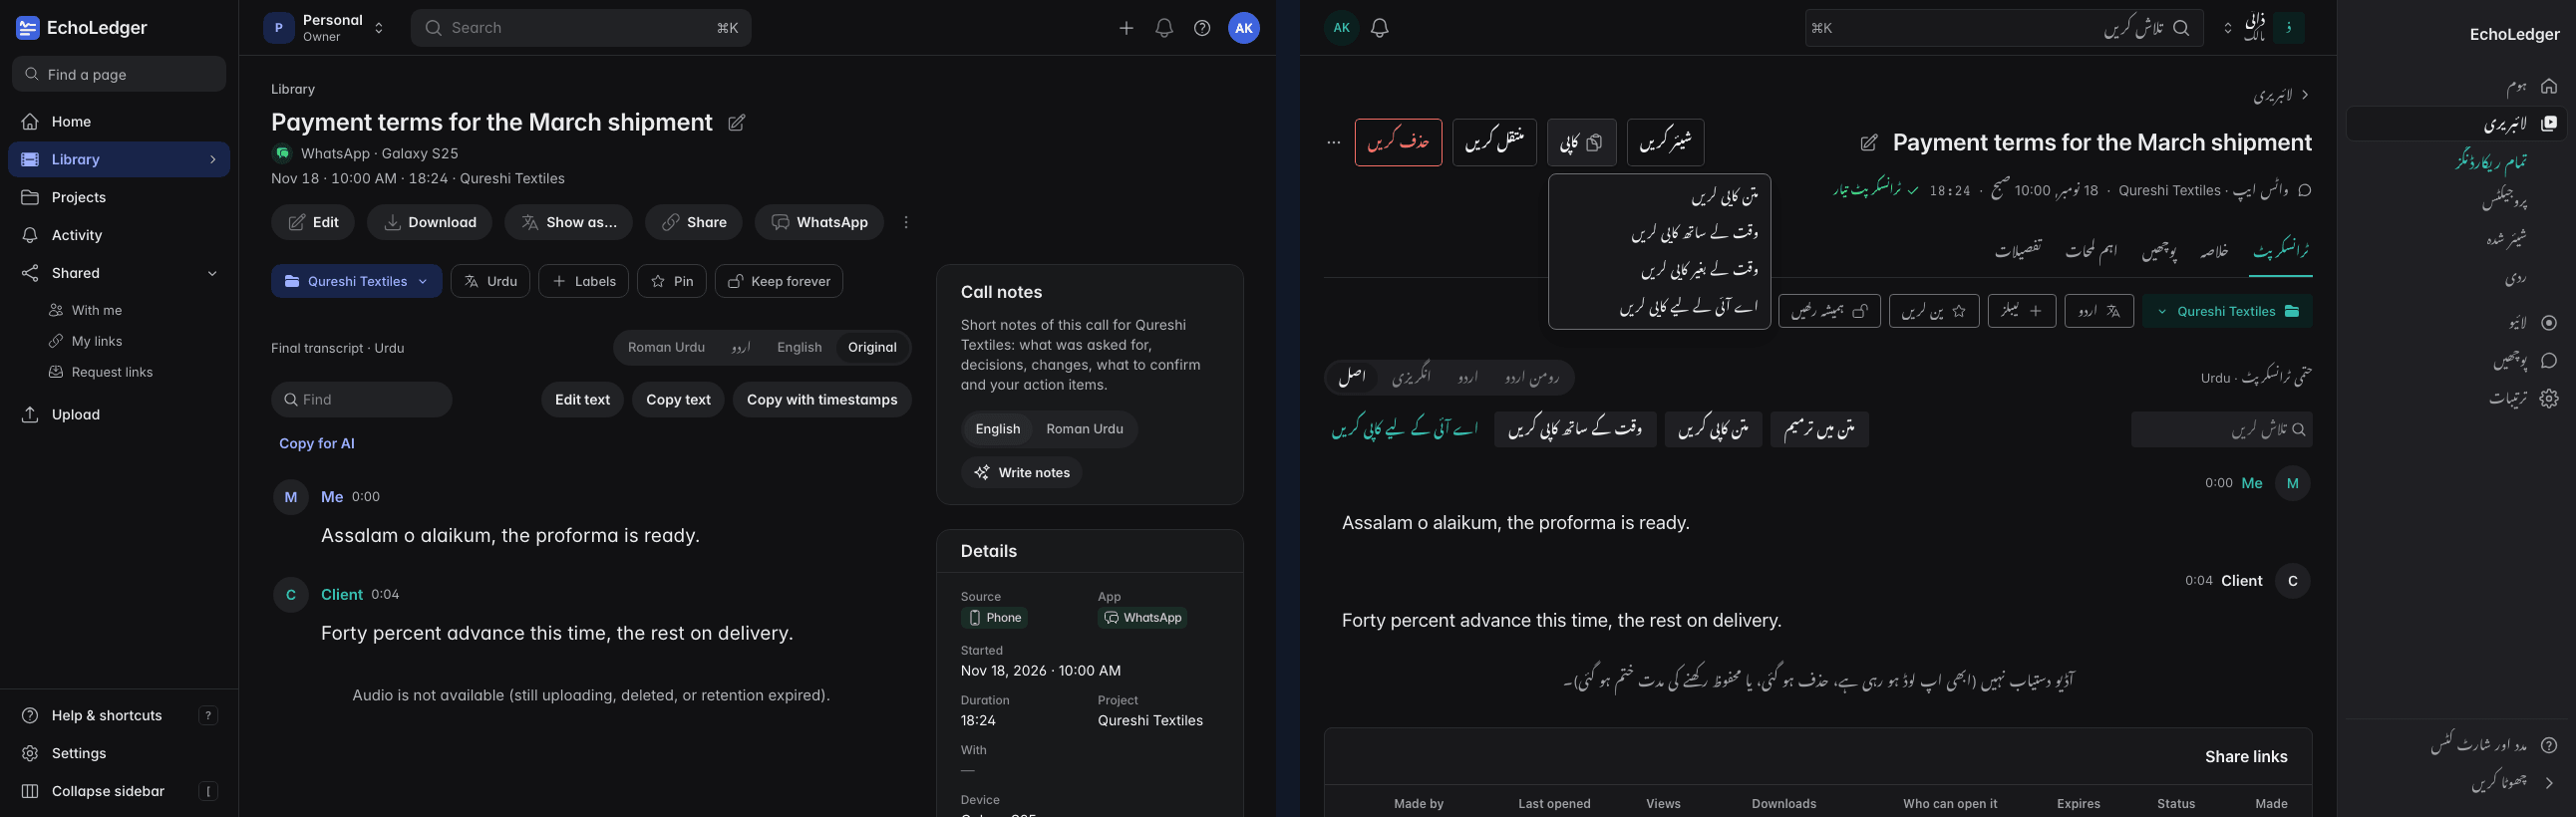 EchoLedger
Find a page
Home
Library
Projects
Activity
Shared
With me
My links
Request links
Upload
Help & shortcuts ?
Settings
Collapse sidebar [
P Personal
Owner
Search ⌘K
AK
Library
Payment terms for the March shipment
WhatsApp · Galaxy S25
Nov 18 · 10:00 AM · 18:24 · Qureshi Textiles
Edit Download Show as... Share WhatsApp
Qureshi Textiles Urdu Labels Pin Keep forever
Final transcript · Urdu
Roman Urdu اردو English Original
Find
Edit text Copy text Copy with timestamps
Copy for AI
M Me 0:00
Assalam o alaikum, the proforma is ready.
C Client 0:04
Forty percent advance this time, the rest on delivery.
Audio is not available (still uploading, deleted, or retention expired).
Call notes
Short notes of this call for Qureshi
Textiles: what was asked for,
decisions, changes, what to confirm
and your action items.
English Roman Urdu
Write notes
Details
Source App
Phone WhatsApp
Started
Nov 18, 2026 · 10:00 AM
Duration Project
18:24 Qureshi Textiles
With
—
Device
EchoLedger
ہوم
لائبریری
تمام ریکارڈنگز
پروجیکٹس
شیئر شدہ
ردی
لائیو
پوچھیں
ترتیبات
مدد اور شارٹ کٹس
چھوٹا کریں
ذ ذاتی
مالک
تلاش کریں ⌘K
AK
لائبریری
Payment terms for the March shipment
شیئر کریں کاپی منتقل کریں حذف کریں ...
واٹس ایپ · Qureshi Textiles · 18 نومبر, 10:00 صبح · 18:24 ٹرانسکرپٹ تیار
متن کاپی کریں
وقت کے ساتھ کاپی کریں
وقت کے بغیر کاپی کریں
اے آئی کے لیے کاپی کریں
ٹرانسکرپٹ خلاصہ پوچھیں اہم لمحات تفصیلات
Qureshi Textiles اردو لیبلز پن کریں ہمیشہ رکھیں
حتمی ٹرانسکرپٹ · Urdu
رومن اردو اردو انگریزی اصل
تلاش کریں
متن میں ترمیم متن کاپی کریں وقت کے ساتھ کاپی کریں اے آئی کے لیے کاپی کریں
M Me 0:00
Assalam o alaikum, the proforma is ready.
C Client 0:04
Forty percent advance this time, the rest on delivery.
آڈیو دستیاب نہیں (ابھی اپ لوڈ ہو رہی ہے، حذف ہو گئی، یا محفوظ رکھنے کی مدت ختم ہو گئی)۔
Share links
Made by Last opened Views Downloads Who can open it Expires Status Made